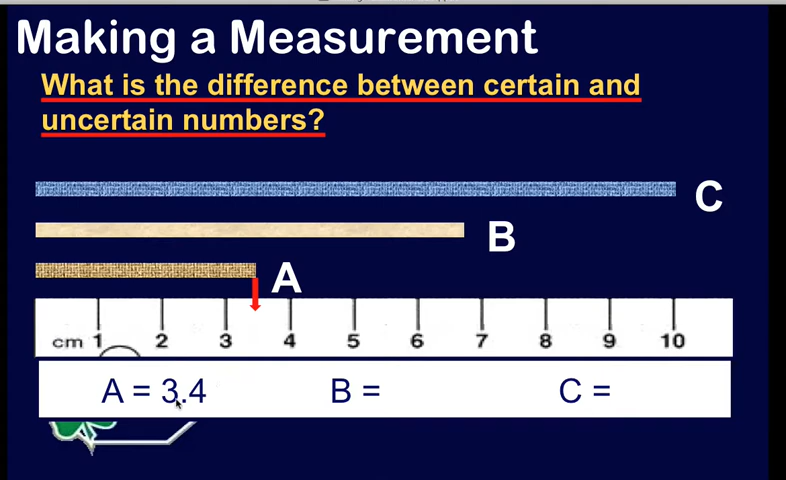 Making a Measurement
What is the difference between certain and
uncertain numbers?
C
B
A
cm 1 2 3 4 5 6 7 8 9 10
A = 3.4 B = C =